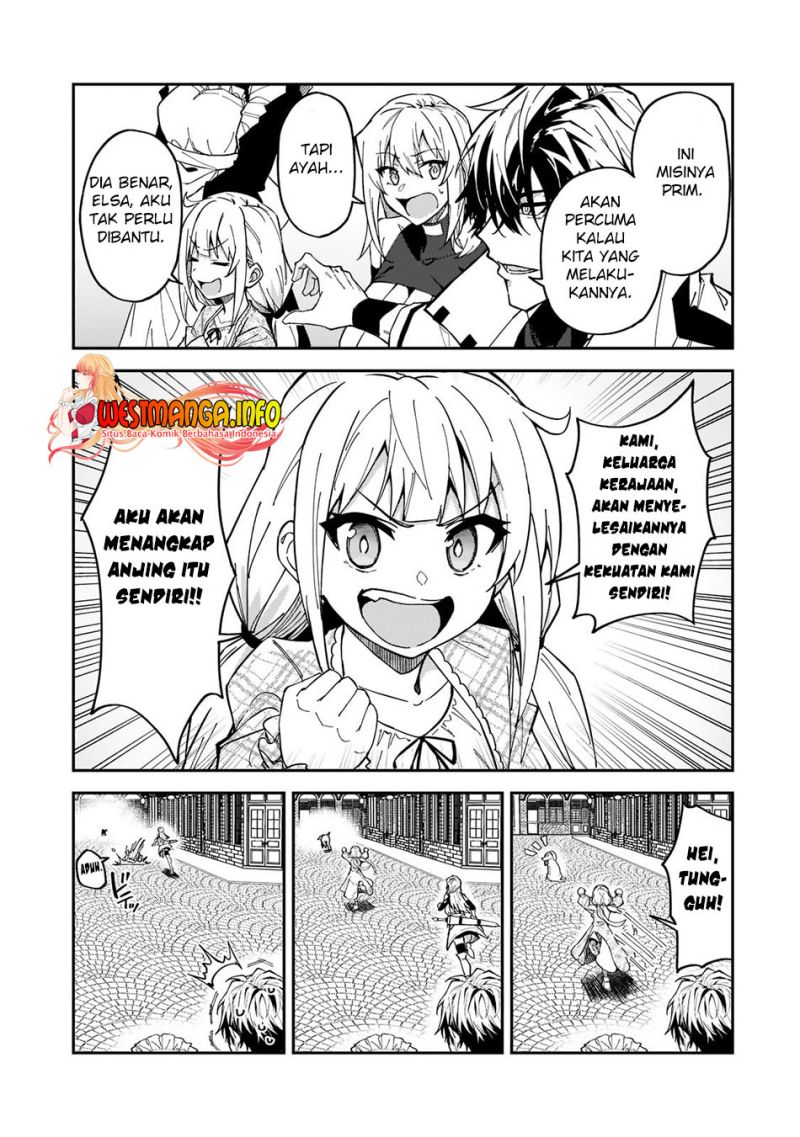 INI
MISINYA
PRIM.
AKAN
PERCUMA
KALAU
KITA YANG
MELAKU-
KANNYA.
TAPI
AYAH...
DIA BENAR,
ELSA, AKU
TAK PERLU
DIBANTU.
WESTMANGA.INFO
Situs Baca Komik Berbahasa Indonesia
KAMI,
KELUARGA
KERAJAAN,
AKAN MENYE-
LESAIKANNYA
DENGAN
KEKUATAN KAMI
SENDIRI!
AKU AKAN
MENANGKAP
ANJING ITU
SENDIRI!!
HEI,
TUNG-
GUH!
ADUH.